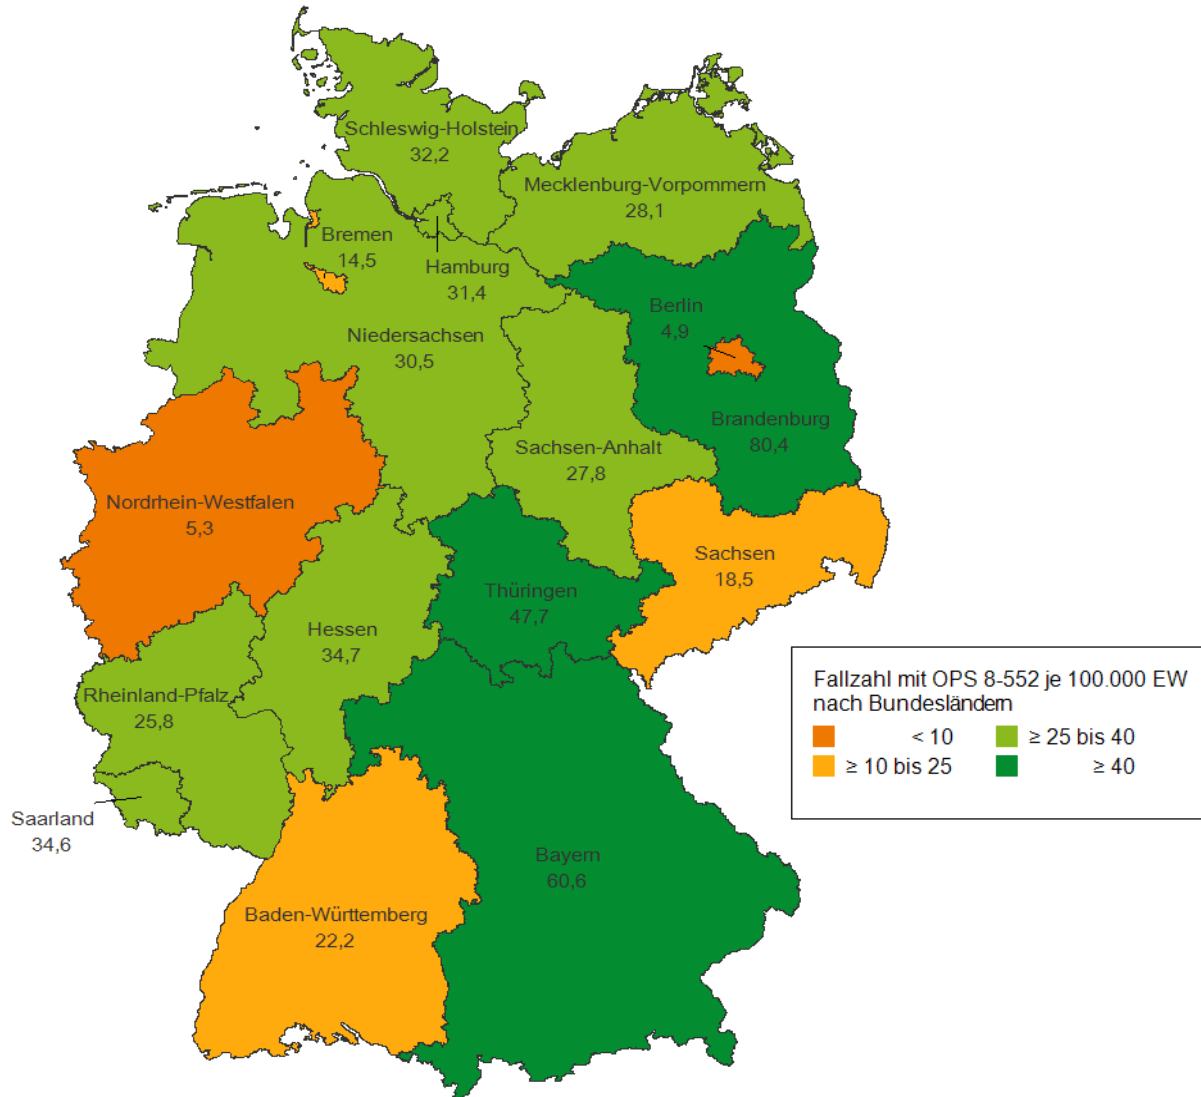 Schleswig-Holstein
32,2
Mecklenburg-Vorpommern
28,1
Bremen
14,5
Hamburg
31,4
Berlin
4,9
Niedersachsen
30,5
Brandenburg
80,4
Sachsen-Anhalt
27,8
Nordrhein-Westfalen
5,3
Sachsen
18,5
Thüringen
47,7
Hessen
34,7
Rheinland-Pfalz
25,8
Saarland
34,6
Bayern
60,6
Baden-Württemberg
22,2
Fallzahl mit OPS 8-552 je 100.000 EW
nach Bundesländern
< 10
≥ 25 bis 40
≥ 10 bis 25
≥ 40